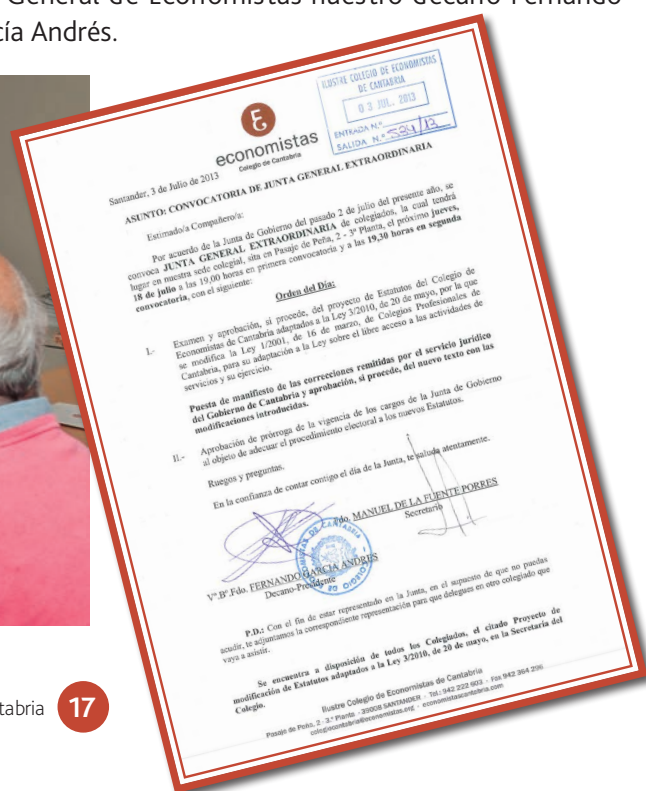 General de Economistas nuestro decano Fernando
cía Andrés.
ILUSTRE COLEGIO DE ECONOMISTAS
DE CANTABRIA
03 JUL. 2013
ENTRADA N.º
SALIDA N.º 524/13
economistas
Colegio de Cantabria
Santander, 3 de Julio de 2013
ASUNTO: CONVOCATORIA DE JUNTA GENERAL EXTRAORDINARIA
Estimado/a Compañero/a:
Por acuerdo de la Junta de Gobierno del pasado 2 de julio del presente año, se
convoca JUNTA GENERAL EXTRAORDINARIA de colegiados, la cual tendrá
lugar en nuestra sede colegial, sita en Pasaje de Peña, 2 - 3ª Planta, el próximo jueves,
18 de julio a las 19,00 horas en primera convocatoria y a las 19,30 horas en segunda
convocatoria, con el siguiente:
Orden del Día:
I.- Examen y aprobación, si procede, del proyecto de Estatutos del Colegio de
Economistas de Cantabria adaptados a la Ley 3/2010, de 20 de mayo, por la que
se modifica la Ley 1/2001, de 16 de marzo, de Colegios Profesionales de
Cantabria, para su adaptación a la Ley sobre el libre acceso a las actividades de
servicios y su ejercicio.
Puesta de manifiesto de las correcciones remitidas por el servicio jurídico
del Gobierno de Cantabria y aprobación, si procede, del nuevo texto con las
modificaciones introducidas.
II.- Aprobación de prórroga de la vigencia de los cargos de la Junta de Gobierno
al objeto de adecuar el procedimiento electoral a los nuevos Estatutos.
Ruegos y preguntas.
En la confianza de contar contigo el día de la Junta, te saluda atentamente.
Fdo. MANUEL DE LA FUENTE PORRES
Secretario
Vº.Bº.Fdo. FERNANDO GARCIA ANDRES
Decano-Presidente
P.D.: Con el fin de estar representado en la Junta, en el supuesto de que no puedas
acudir, te adjuntamos la correspondiente representación para que delegues en otro colegiado que
vaya a asistir.
Se encuentra a disposición de todos los Colegiados, el citado Proyecto de
modificación de Estatutos adaptados a la Ley 3/2010, de 20 de mayo, en la Secretaría del
Colegio.
Ilustre Colegio de Economistas de Cantabria
Pasaje de Peña, 2 - 3.ª Planta - 39008 SANTANDER - Tel.: 942 222 603 - Fax 942 364 296
colegiocantabria@economistas.org - economistascantabria.com
tabria 17